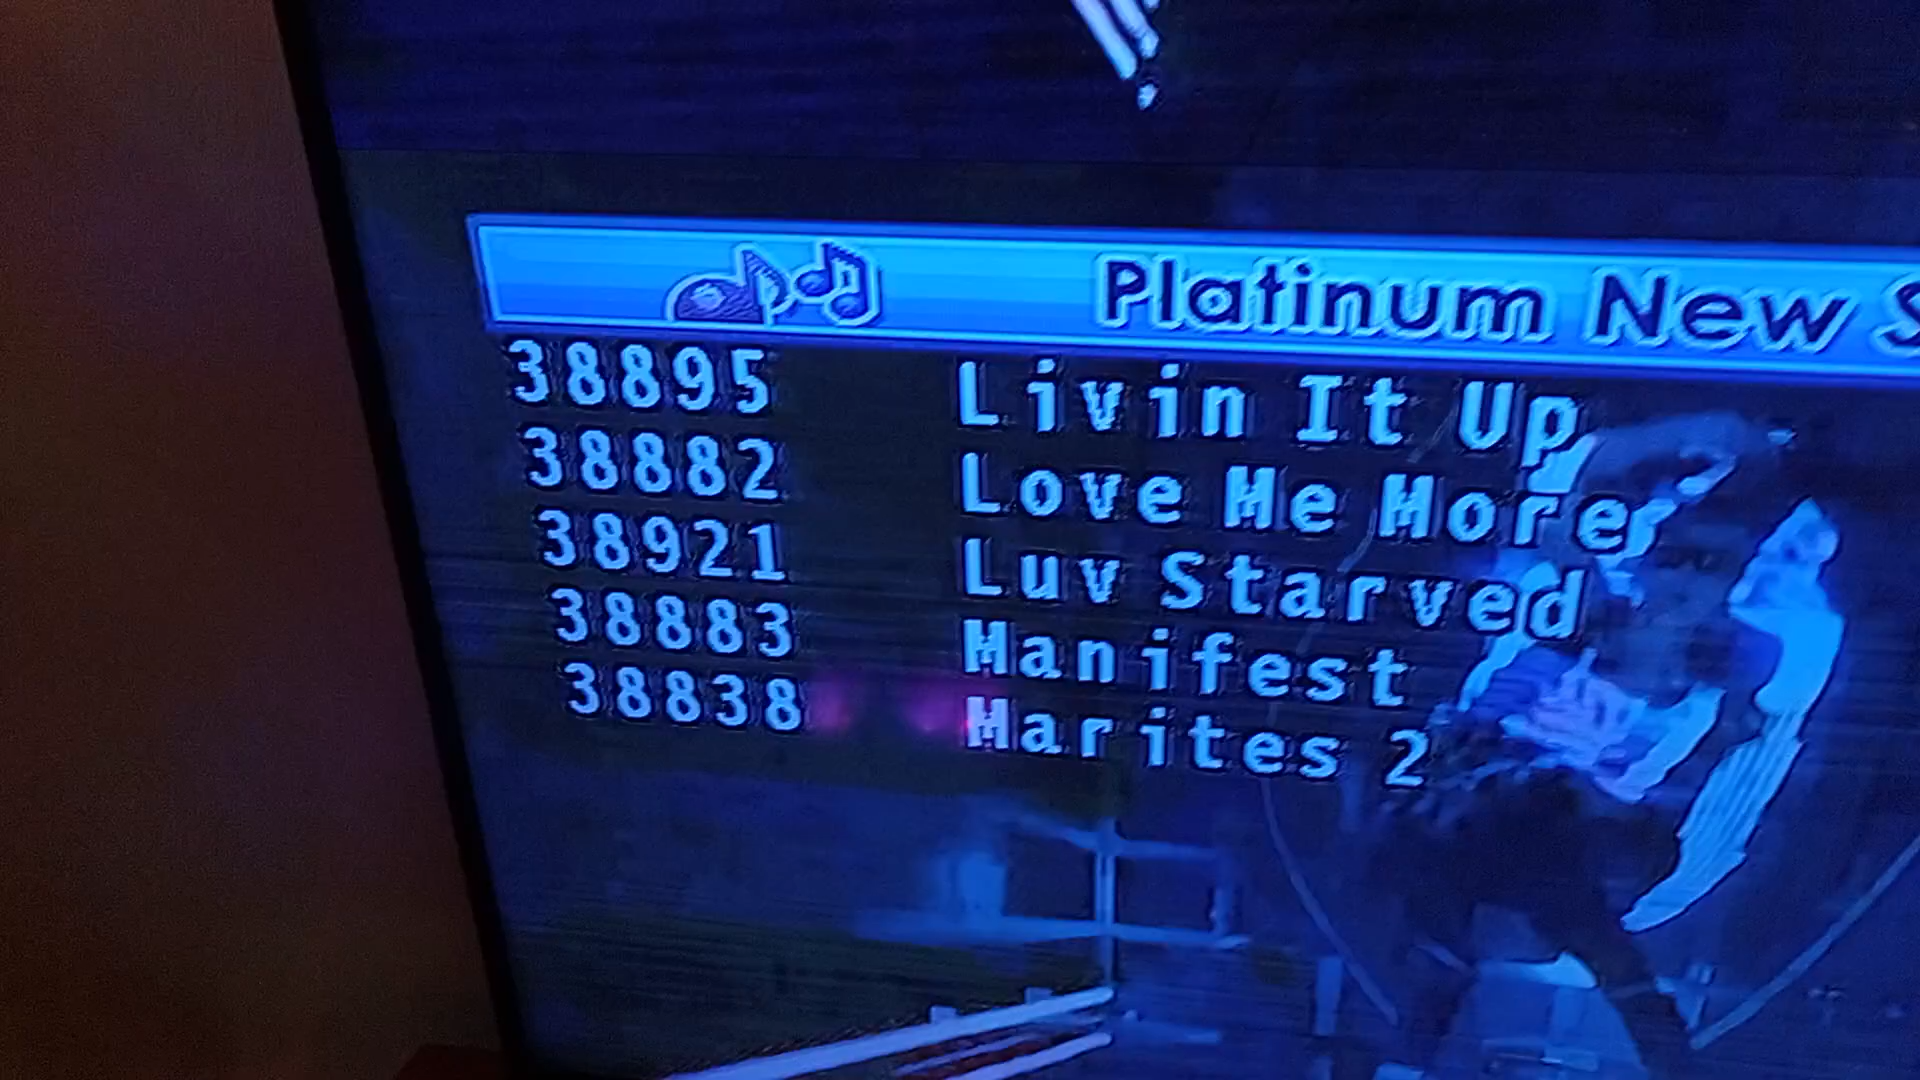 Platinum New S
38895 Livin It Up
38882 Love Me More
38921 Luv Starved
38883 Manifest
38838 Marites 2